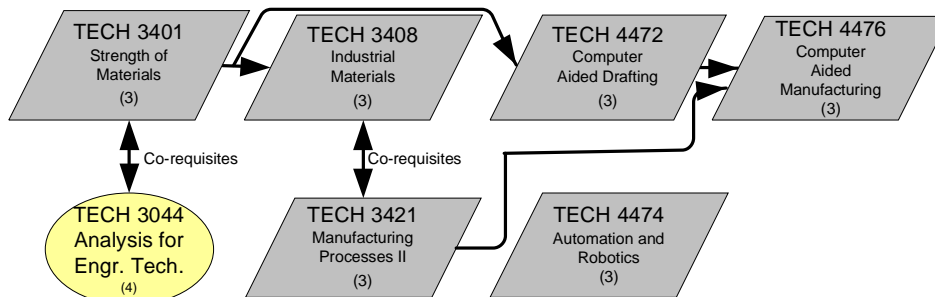 TECH 3401
Strength of
Materials
(3)
TECH 3408
Industrial
Materials
(3)
TECH 4472
Computer
Aided Drafting
(3)
TECH 4476
Computer
Aided
Manufacturing
(3)
Co-requisites
Co-requisites
TECH 3044
Analysis for
Engr. Tech.
(4)
TECH 3421
Manufacturing
Processes II
(3)
TECH 4474
Automation and
Robotics
(3)